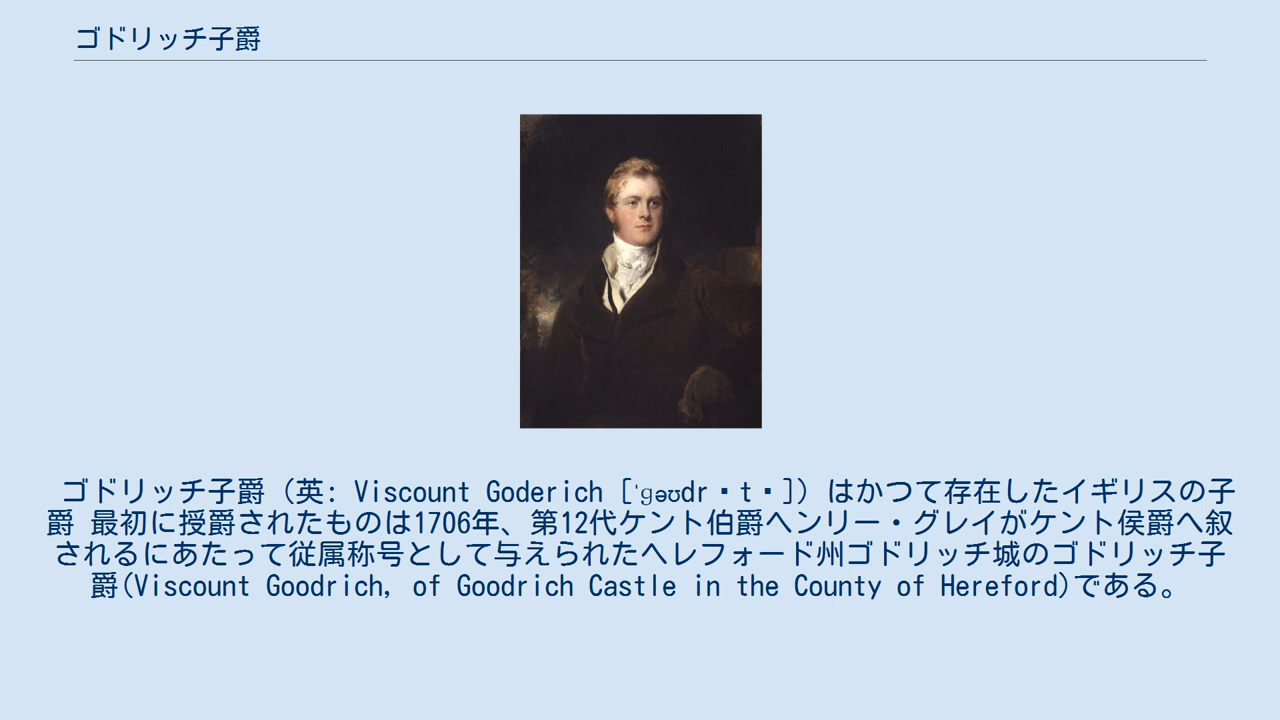 ゴドリッチ子爵
ゴドリッチ子爵（英: Viscount Goderich [ˈɡəʊdr▪t▪]）はかつて存在したイギリスの子
爵 最初に授爵されたものは1706年、第12代ケント伯爵ヘンリー・グレイがケント侯爵へ叙
されるにあたって従属称号として与えられたヘレフォード州ゴドリッチ城のゴドリッチ子
爵(Viscount Goodrich, of Goodrich Castle in the County of Hereford)である。